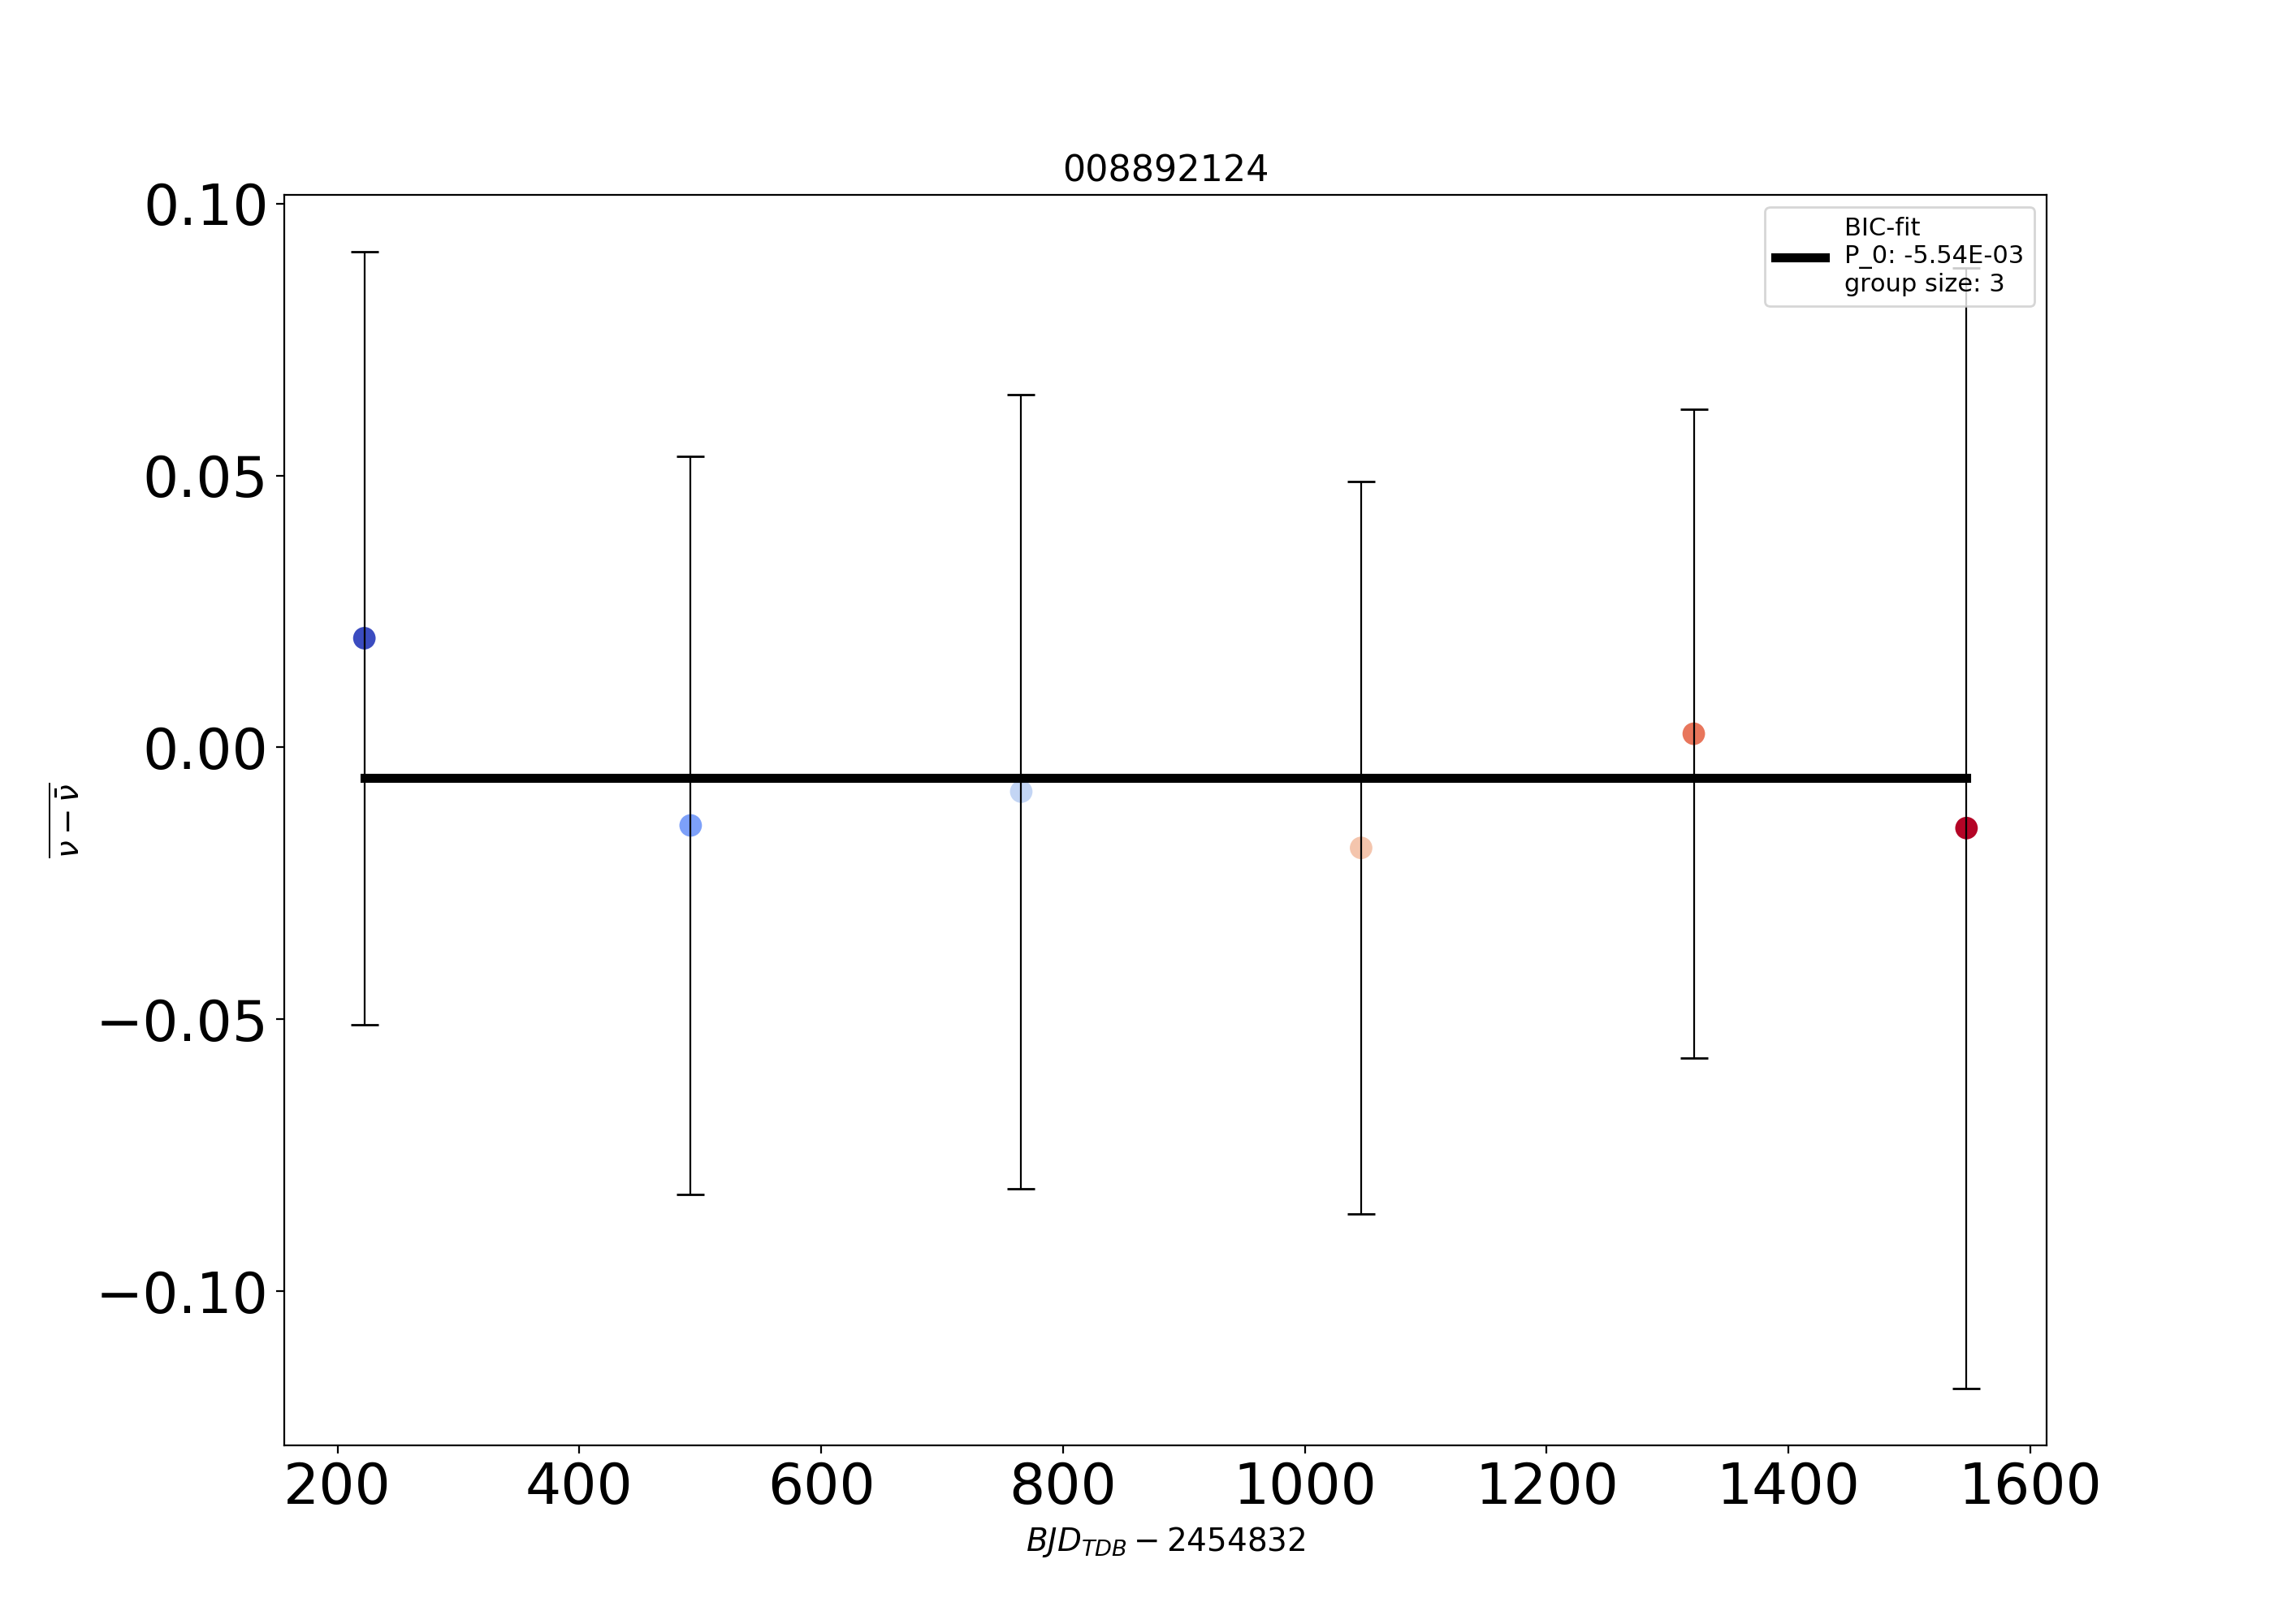 008892124
BIC-fit
P_0: -5.54E-03
group size: 3
0.10
0.05
0.00
−0.05
−0.10
ν − ν̄
200 400 600 800 1000 1200 1400 1600
BJD_TDB − 2454832